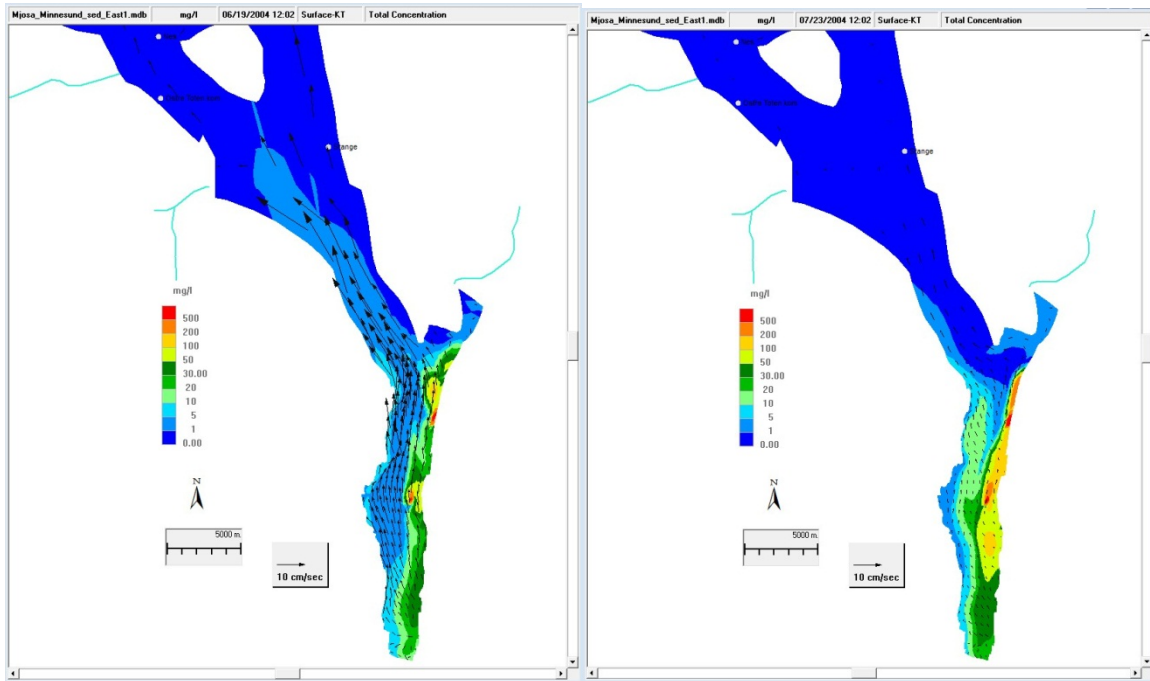 Mjosa_Minnesund_sed_East1.mdb mg/l 06/19/2004 12:02 Surface-KT Total Concentration
mg/l
500
200
100
50
30.00
20
10
5
1
0.00
N
5000 m.
10 cm/sec
Mjosa_Minnesund_sed_East1.mdb mg/l 07/23/2004 12:02 Surface-KT Total Concentration
mg/l
500
200
100
50
30.00
20
10
5
1
0.00
N
5000 m.
10 cm/sec